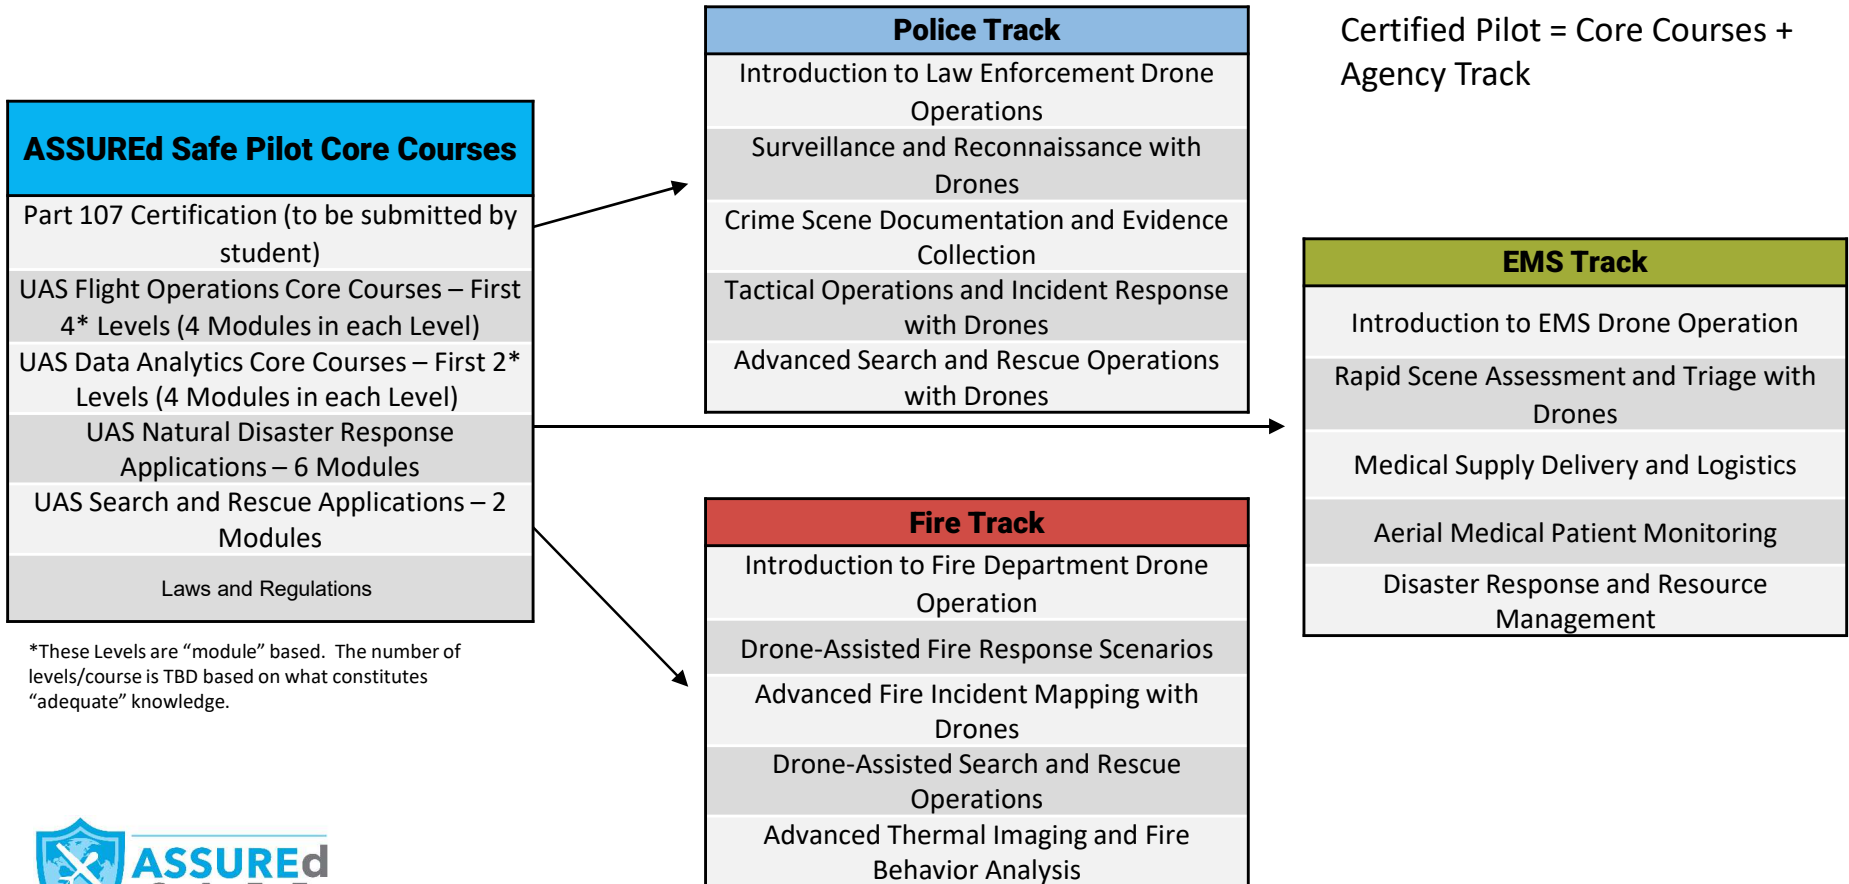 ASSUREd Safe Pilot Core Courses
Part 107 Certification (to be submitted by
student)
UAS Flight Operations Core Courses – First
4* Levels (4 Modules in each Level)
UAS Data Analytics Core Courses – First 2*
Levels (4 Modules in each Level)
UAS Natural Disaster Response
Applications – 6 Modules
UAS Search and Rescue Applications – 2
Modules
Laws and Regulations
*These Levels are “module” based.  The number of
levels/course is TBD based on what constitutes
“adequate” knowledge.
ASSUREd
Police Track
Introduction to Law Enforcement Drone
Operations
Surveillance and Reconnaissance with
Drones
Crime Scene Documentation and Evidence
Collection
Tactical Operations and Incident Response
with Drones
Advanced Search and Rescue Operations
with Drones
Fire Track
Introduction to Fire Department Drone
Operation
Drone-Assisted Fire Response Scenarios
Advanced Fire Incident Mapping with
Drones
Drone-Assisted Search and Rescue
Operations
Advanced Thermal Imaging and Fire
Behavior Analysis
Certified Pilot = Core Courses +
Agency Track
EMS Track
Introduction to EMS Drone Operation
Rapid Scene Assessment and Triage with
Drones
Medical Supply Delivery and Logistics
Aerial Medical Patient Monitoring
Disaster Response and Resource
Management